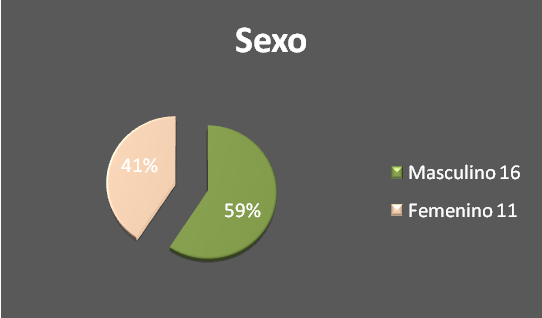 Sexo
41%
59%
Masculino 16
Femenino 11